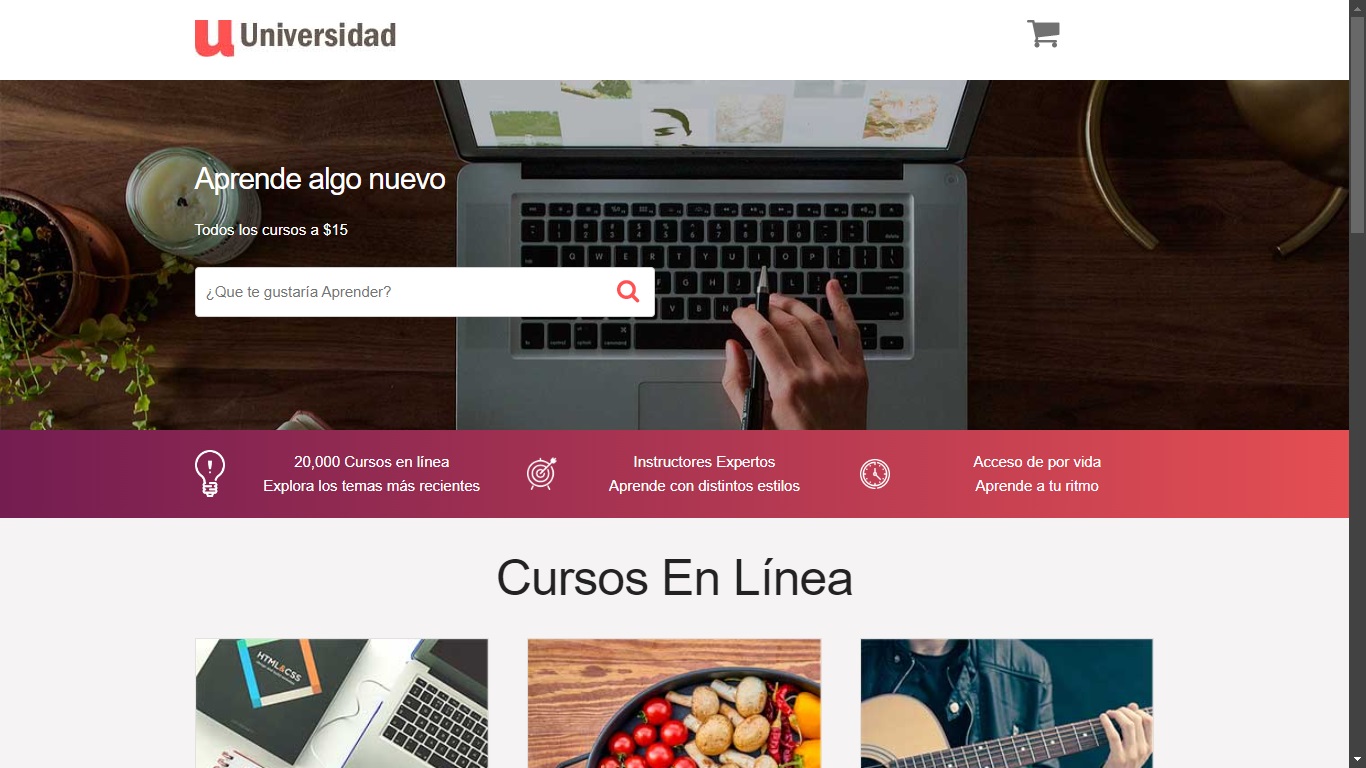 u Universidad
Aprende algo nuevo
Todos los cursos a $15
¿Que te gustaría Aprender?
20,000 Cursos en línea
Explora los temas más recientes
Instructores Expertos
Aprende con distintos estilos
Acceso de por vida
Aprende a tu ritmo
Cursos En Línea
HTML&CSS